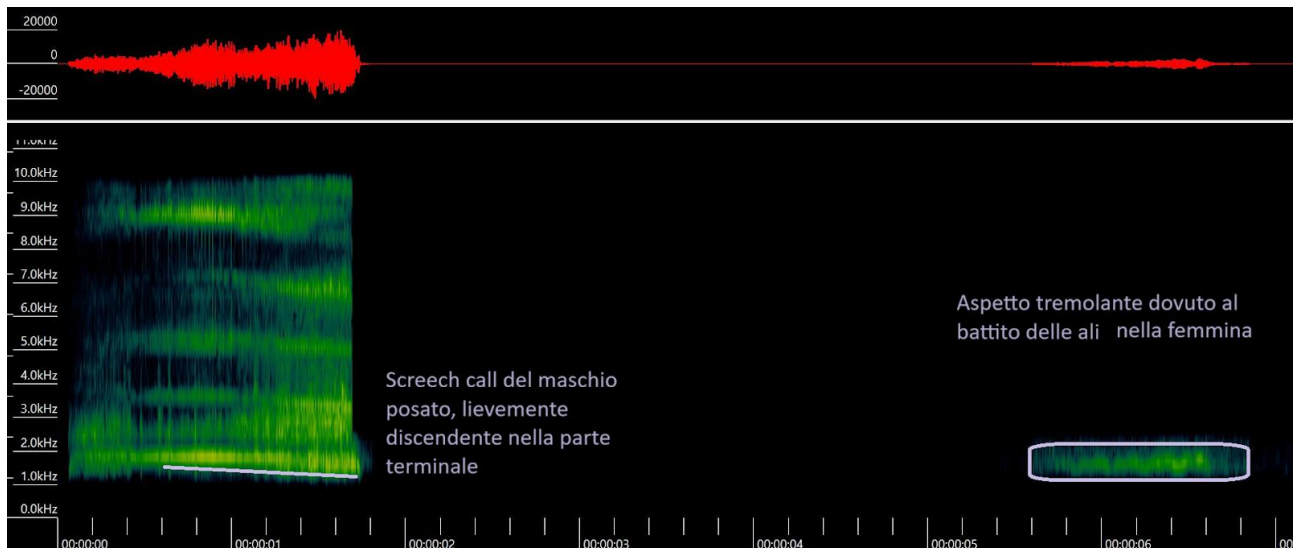 20000
0
-20000
11.0kHz
10.0kHz
9.0kHz
8.0kHz
7.0kHz
6.0kHz
5.0kHz
4.0kHz
3.0kHz
2.0kHz
1.0kHz
0.0kHz
Aspetto tremolante dovuto al
battito delle ali nella femmina
Screech call del maschio
posato, lievemente
discendente nella parte
terminale
00:00:00 00:00:01 00:00:02 00:00:03 00:00:04 00:00:05 00:00:06